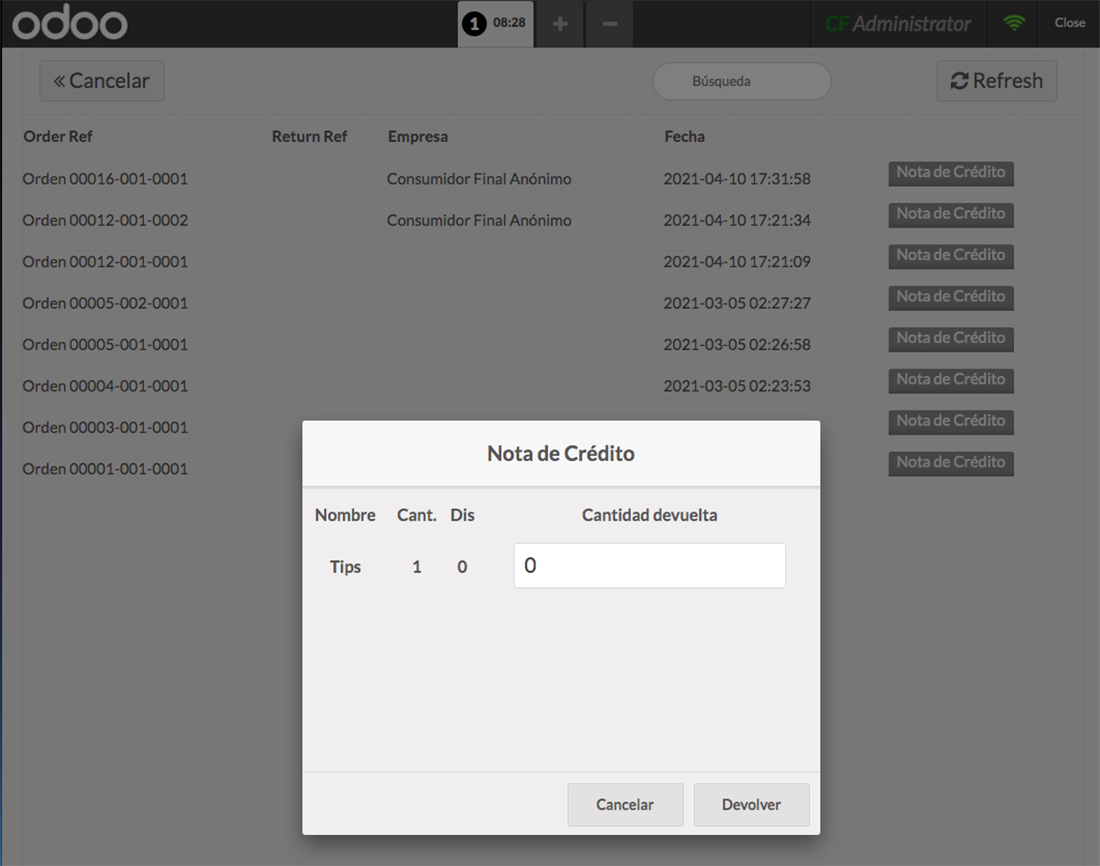 odoo 1 08:28 + − CF Administrator Close
« Cancelar Búsqueda Refresh
Order Ref Return Ref Empresa Fecha
Orden 00016-001-0001 Consumidor Final Anónimo 2021-04-10 17:31:58 Nota de Crédito
Orden 00012-001-0002 Consumidor Final Anónimo 2021-04-10 17:21:34 Nota de Crédito
Orden 00012-001-0001 2021-04-10 17:21:09 Nota de Crédito
Orden 00005-002-0001 2021-03-05 02:27:27 Nota de Crédito
Orden 00005-001-0001 2021-03-05 02:26:58 Nota de Crédito
Orden 00004-001-0001 2021-03-05 02:23:53 Nota de Crédito
Orden 00003-001-0001 Nota de Crédito
Orden 00001-001-0001 Nota de Crédito
Nota de Crédito
Nombre Cant. Dis Cantidad devuelta
Tips 1 0 0
Cancelar Devolver